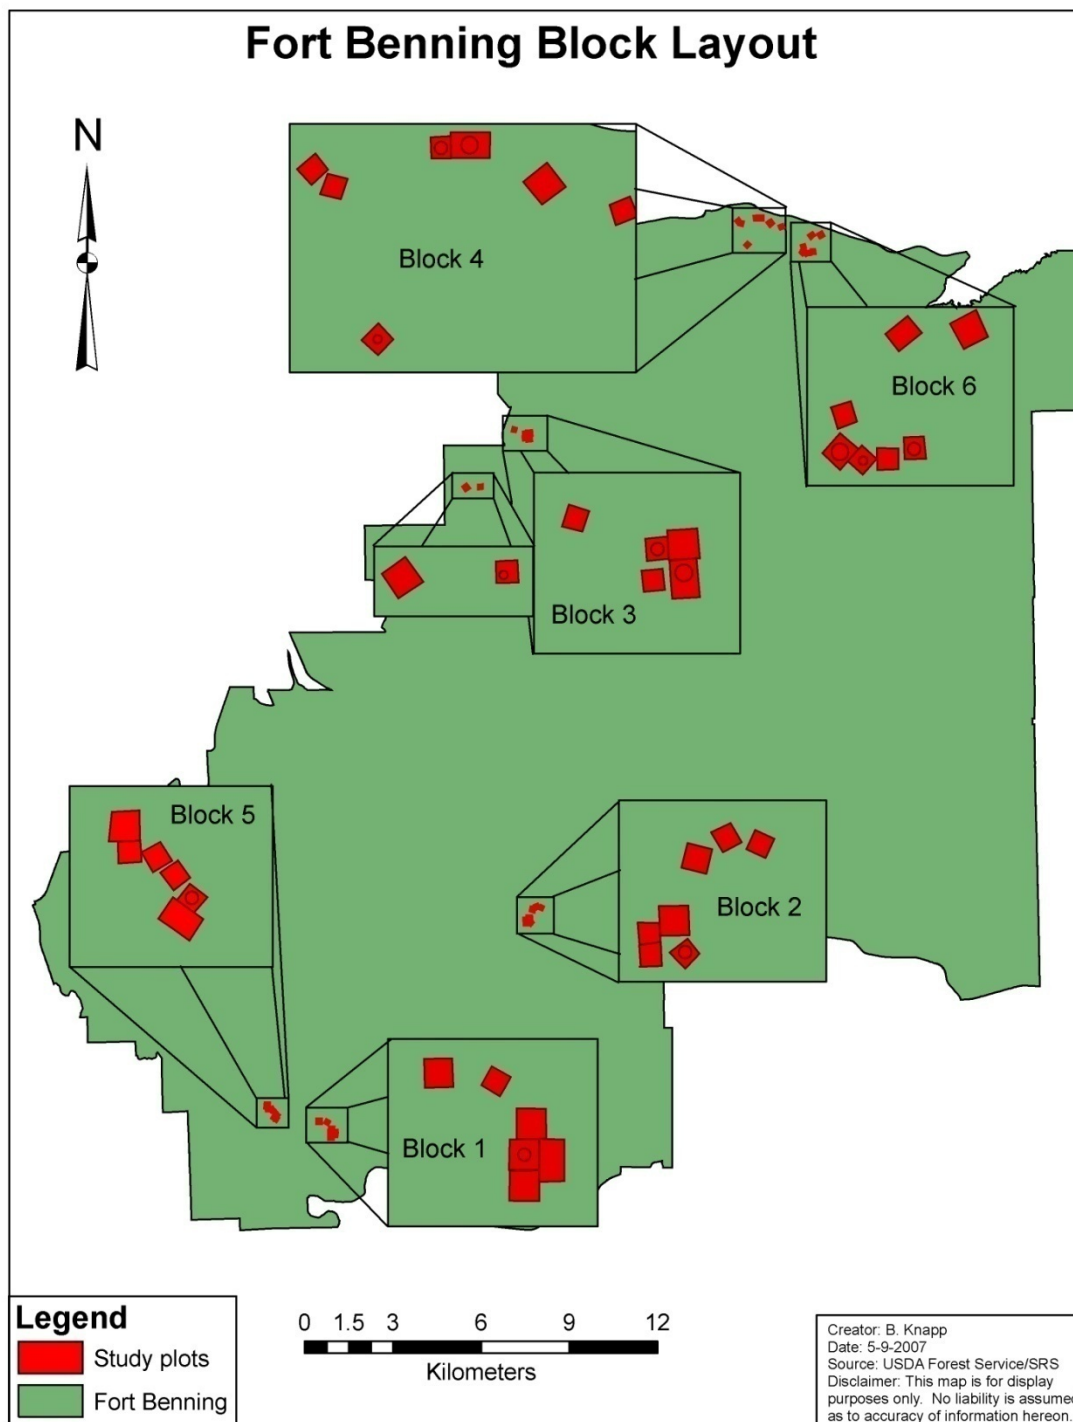 Fort Benning Block Layout
N
Block 4
Block 6
Block 3
Block 5
Block 2
Block 1
Legend
Study plots
Fort Benning
0 1.5 3 6 9 12
Kilometers
Creator: B. Knapp
Date: 5-9-2007
Source: USDA Forest Service/SRS
Disclaimer: This map is for display
purposes only. No liability is assumed
as to accuracy of information hereon.